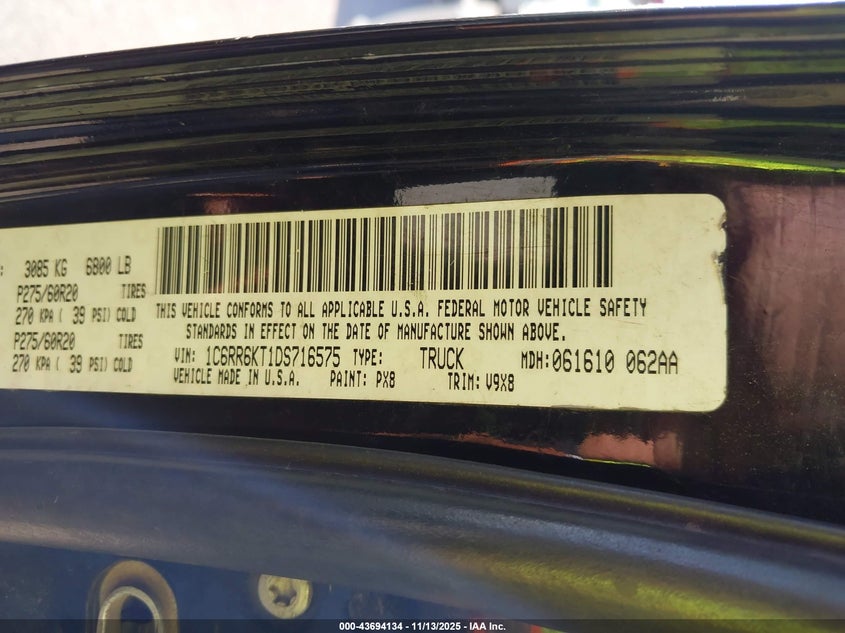 : 3085 KG 6800 LB
P275/60R20 TIRES
270 KPA ( 39 PSI) COLD
P275/60R20 TIRES
270 KPA ( 39 PSI) COLD
THIS VEHICLE CONFORMS TO ALL APPLICABLE U.S.A. FEDERAL MOTOR VEHICLE SAFETY
STANDARDS IN EFFECT ON THE DATE OF MANUFACTURE SHOWN ABOVE.
VIN: 1C6RR6KT1DS716575 TYPE: TRUCK MDH:061610 062AA
VEHICLE MADE IN U.S.A. PAINT: PX8 TRIM: V9X8
000-43694134 - 11/13/2025 - IAA Inc.